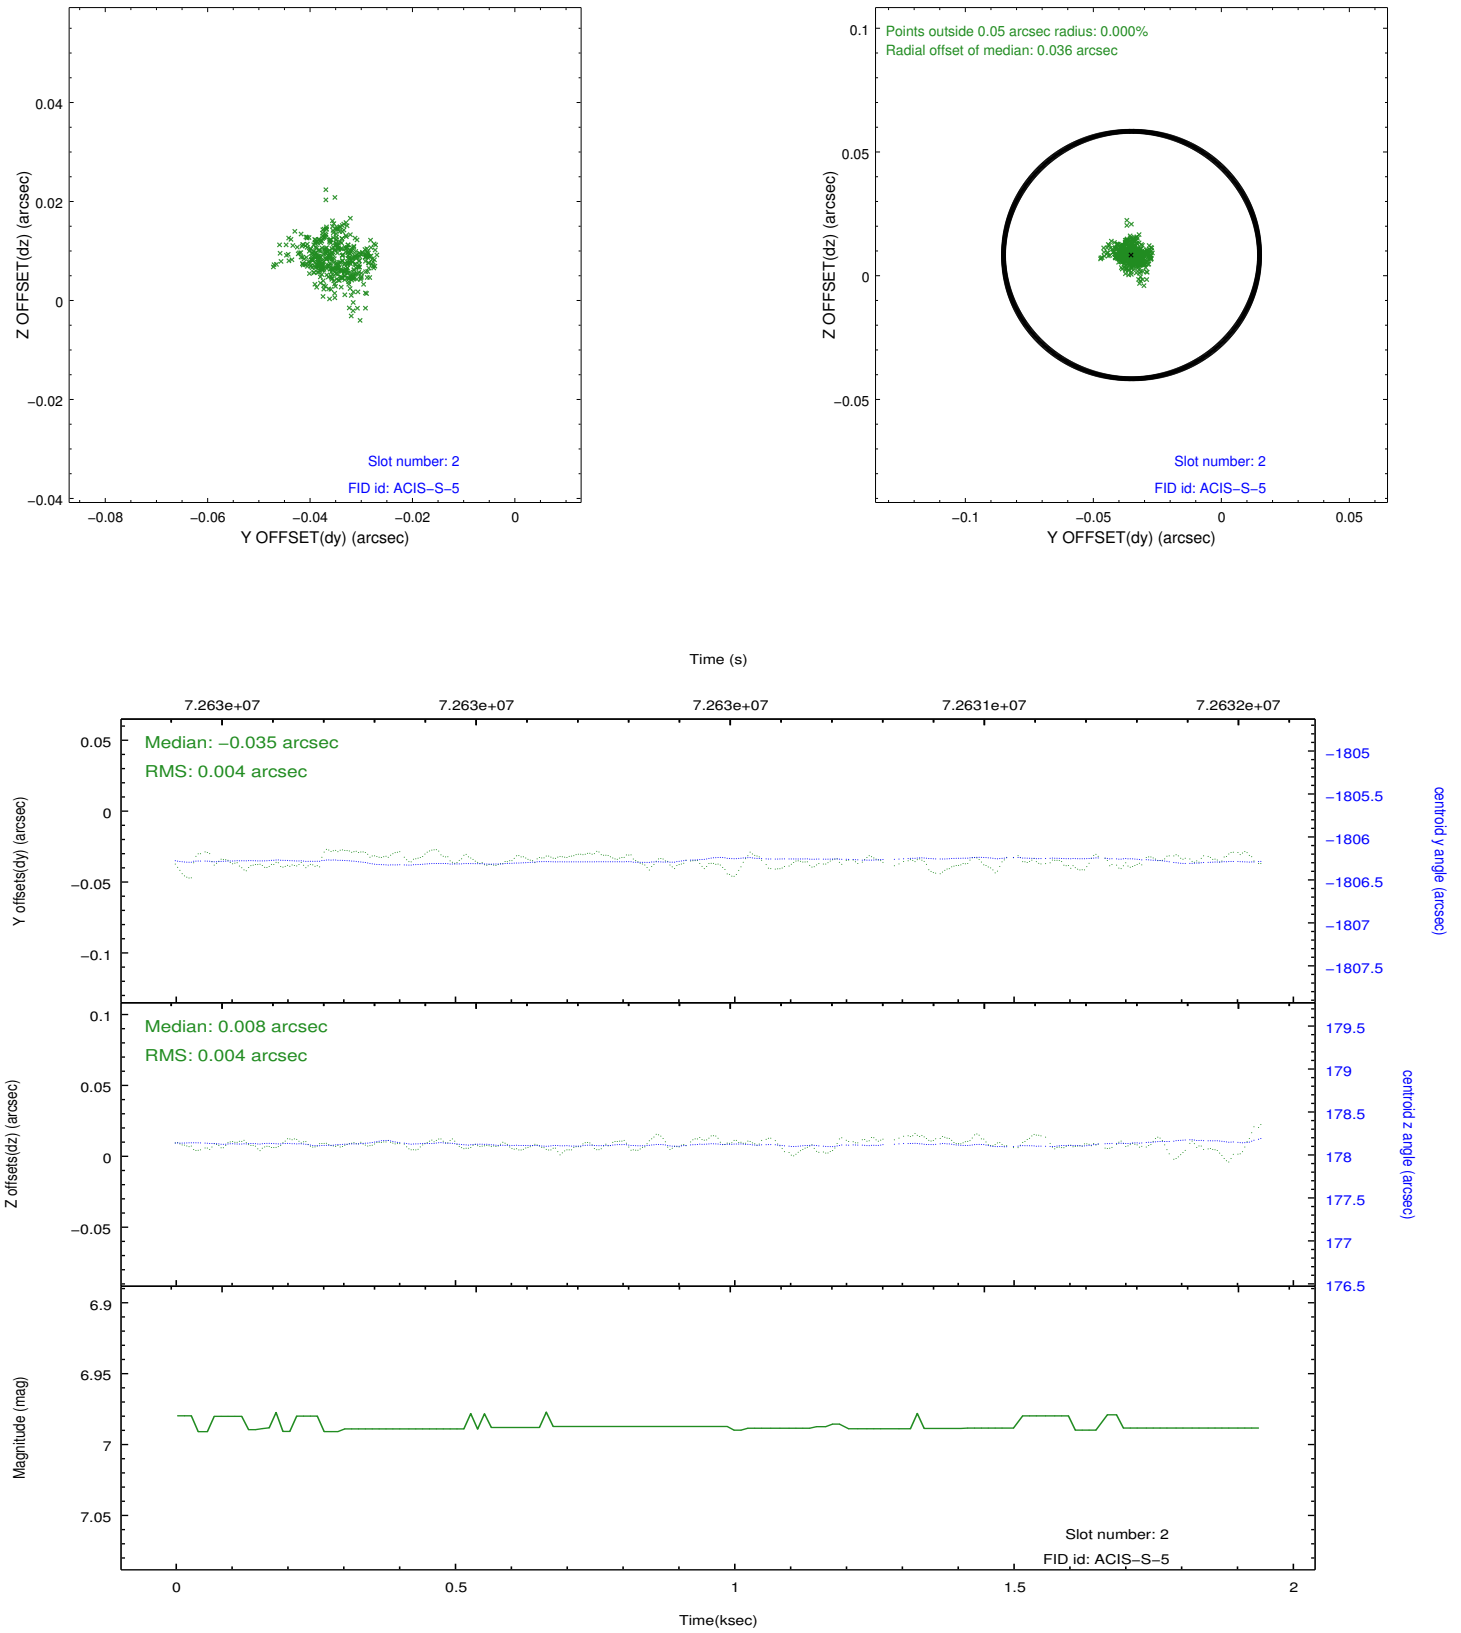 0.04
0.02
0
−0.02
−0.04
Z OFFSET(dz) (arcsec)
Slot number: 2
FID id: ACIS−S−5
−0.08
−0.06
−0.04
−0.02
0
Y OFFSET(dy) (arcsec)
Points outside 0.05 arcsec radius: 0.000%
Radial offset of median: 0.036 arcsec
0.1
0.05
0
−0.05
Z OFFSET(dz) (arcsec)
Slot number: 2
FID id: ACIS−S−5
−0.1
−0.05
0
0.05
Y OFFSET(dy) (arcsec)
Time (s)
7.263e+07
7.263e+07
7.263e+07
7.2631e+07
7.2632e+07
Median: −0.035 arcsec
RMS: 0.004 arcsec
0.05
0
−0.05
−0.1
Y offsets(dy) (arcsec)
−1805
−1805.5
−1806
−1806.5
−1807
−1807.5
centroid y angle (arcsec)
Median: 0.008 arcsec
RMS: 0.004 arcsec
0.1
0.05
0
−0.05
Z offsets(dz) (arcsec)
179.5
179
178.5
178
177.5
177
176.5
centroid z angle (arcsec)
6.9
6.95
7
7.05
Magnitude (mag)
Slot number: 2
FID id: ACIS−S−5
0
0.5
1
1.5
2
Time(ksec)